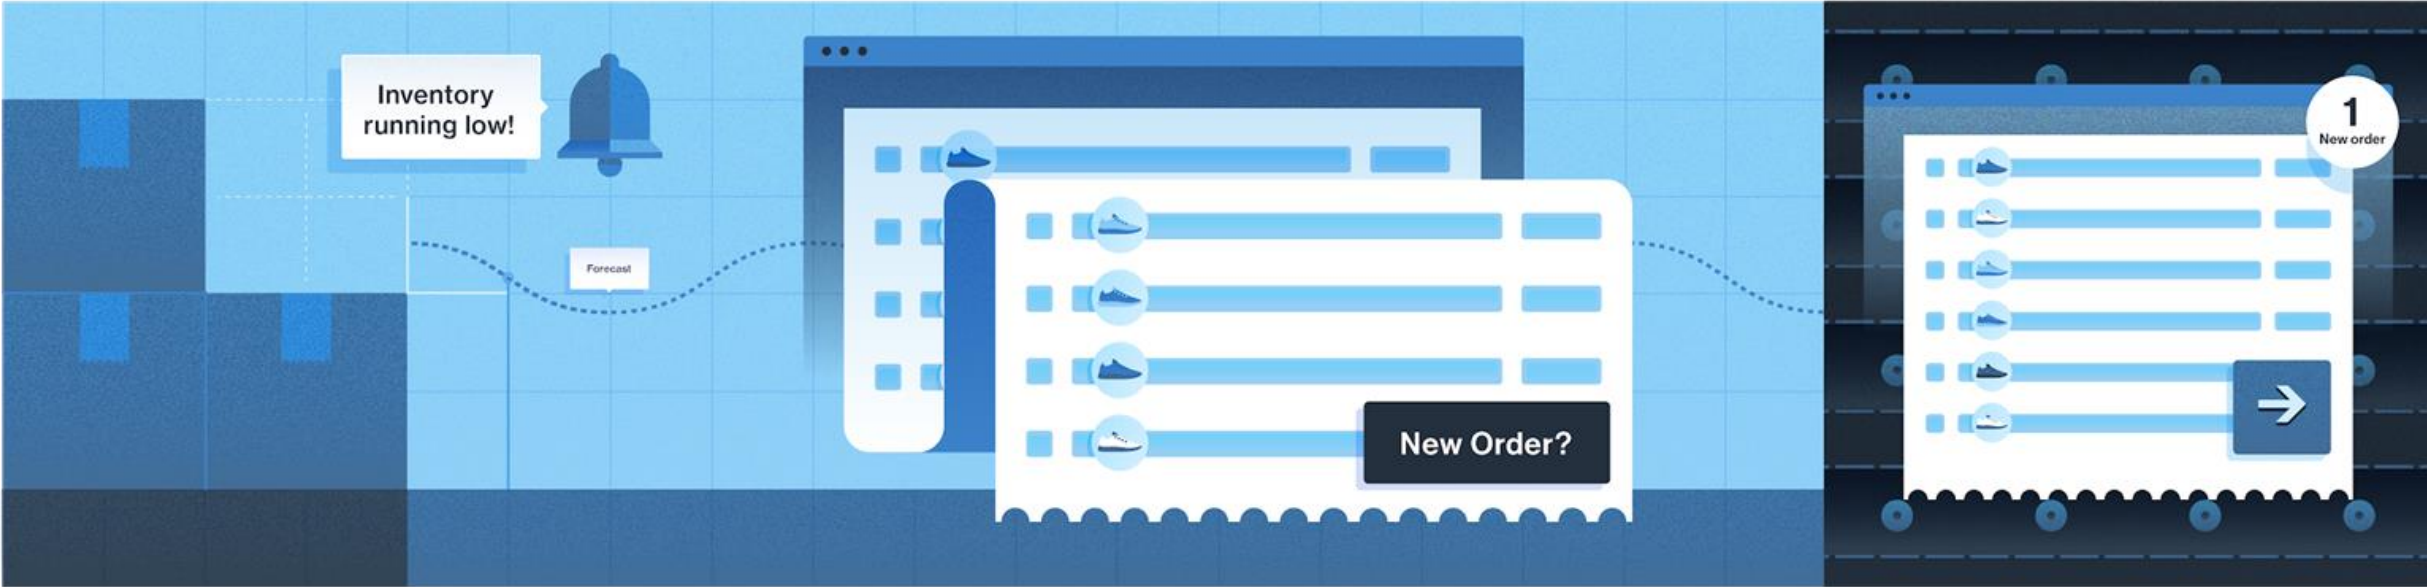 Inventory
running low!
Forecast
New Order?
1
New order